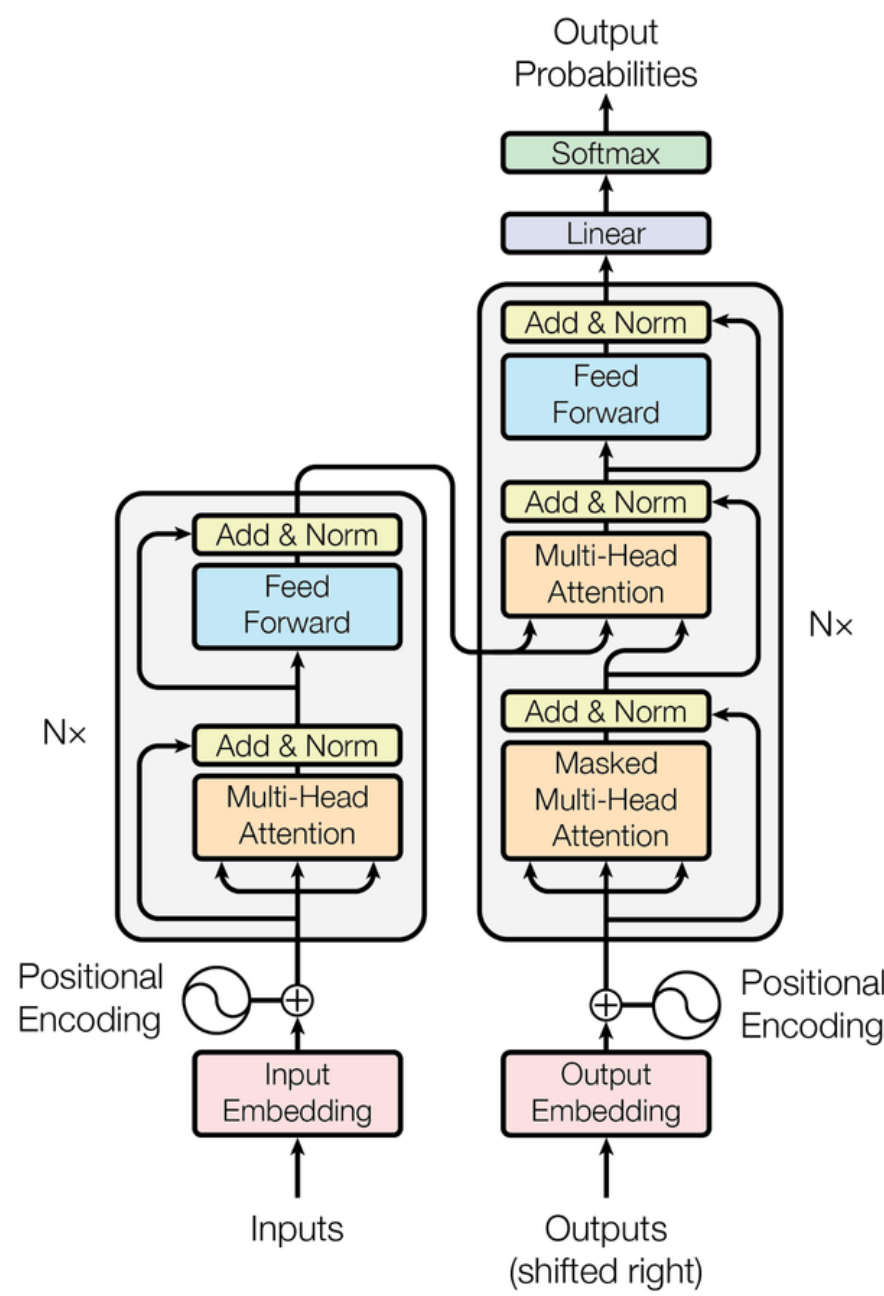 Output
Probabilities
Softmax
Linear
Add & Norm
Feed
Forward
Add & Norm
Multi-Head
Attention
Add & Norm
Masked
Multi-Head
Attention
N×
Add & Norm
Feed
Forward
Add & Norm
Multi-Head
Attention
N×
Positional
Encoding
Positional
Encoding
Input
Embedding
Output
Embedding
Inputs
Outputs
(shifted right)